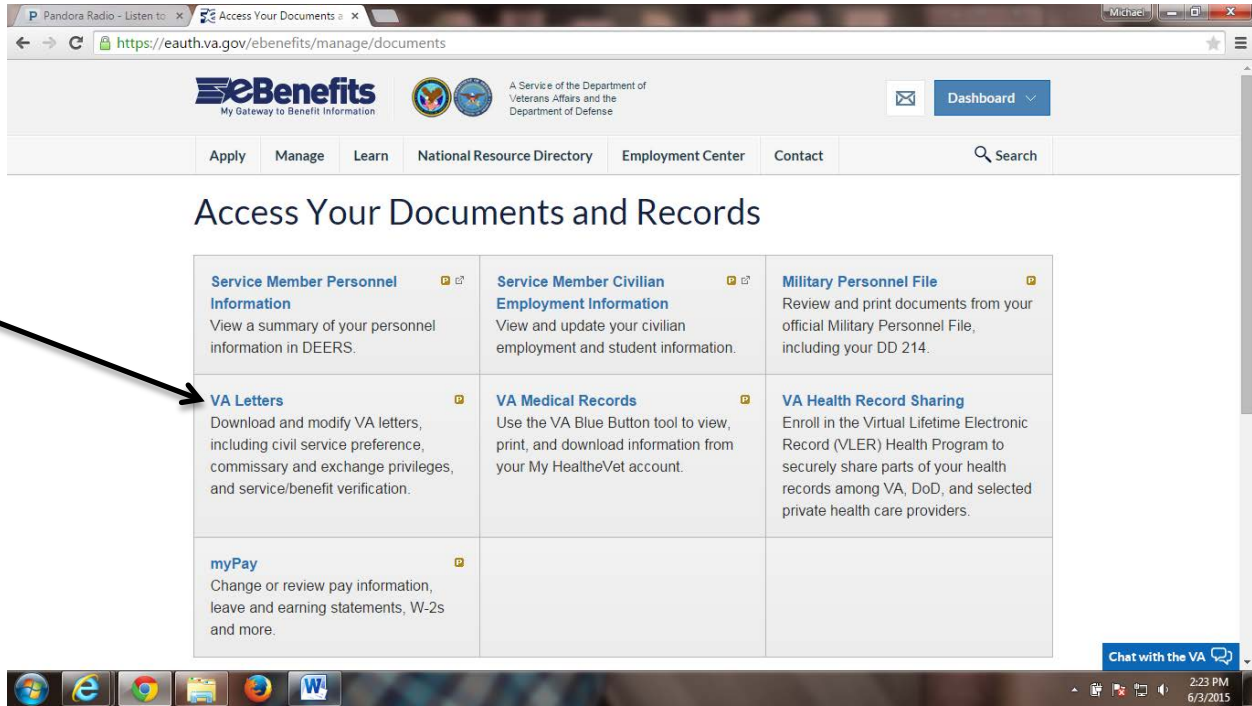 Pandora Radio - Listen to
Access Your Documents a
Michael
https://eauth.va.gov/ebenefits/manage/documents
eBenefits
My Gateway to Benefit Information
A Service of the Department of
Veterans Affairs and the
Department of Defense
Dashboard
Apply Manage Learn National Resource Directory Employment Center Contact Search
Access Your Documents and Records
Service Member Personnel
Information
View a summary of your personnel
information in DEERS.
Service Member Civilian
Employment Information
View and update your civilian
employment and student information.
Military Personnel File
Review and print documents from your
official Military Personnel File,
including your DD 214.
VA Letters
Download and modify VA letters,
including civil service preference,
commissary and exchange privileges,
and service/benefit verification.
VA Medical Records
Use the VA Blue Button tool to view,
print, and download information from
your My HealtheVet account.
VA Health Record Sharing
Enroll in the Virtual Lifetime Electronic
Record (VLER) Health Program to
securely share parts of your health
records among VA, DoD, and selected
private health care providers.
myPay
Change or review pay information,
leave and earning statements, W-2s
and more.
Chat with the VA
2:23 PM
6/3/2015